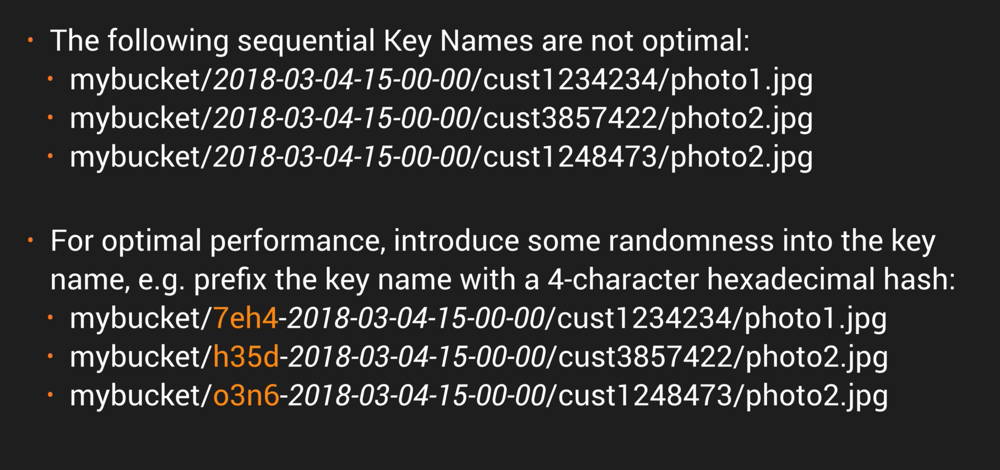 • The following sequential Key Names are not optimal:
• mybucket/2018-03-04-15-00-00/cust1234234/photo1.jpg
• mybucket/2018-03-04-15-00-00/cust3857422/photo2.jpg
• mybucket/2018-03-04-15-00-00/cust1248473/photo2.jpg
• For optimal performance, introduce some randomness into the key
name, e.g. prefix the key name with a 4-character hexadecimal hash:
• mybucket/7eh4-2018-03-04-15-00-00/cust1234234/photo1.jpg
• mybucket/h35d-2018-03-04-15-00-00/cust3857422/photo2.jpg
• mybucket/o3n6-2018-03-04-15-00-00/cust1248473/photo2.jpg